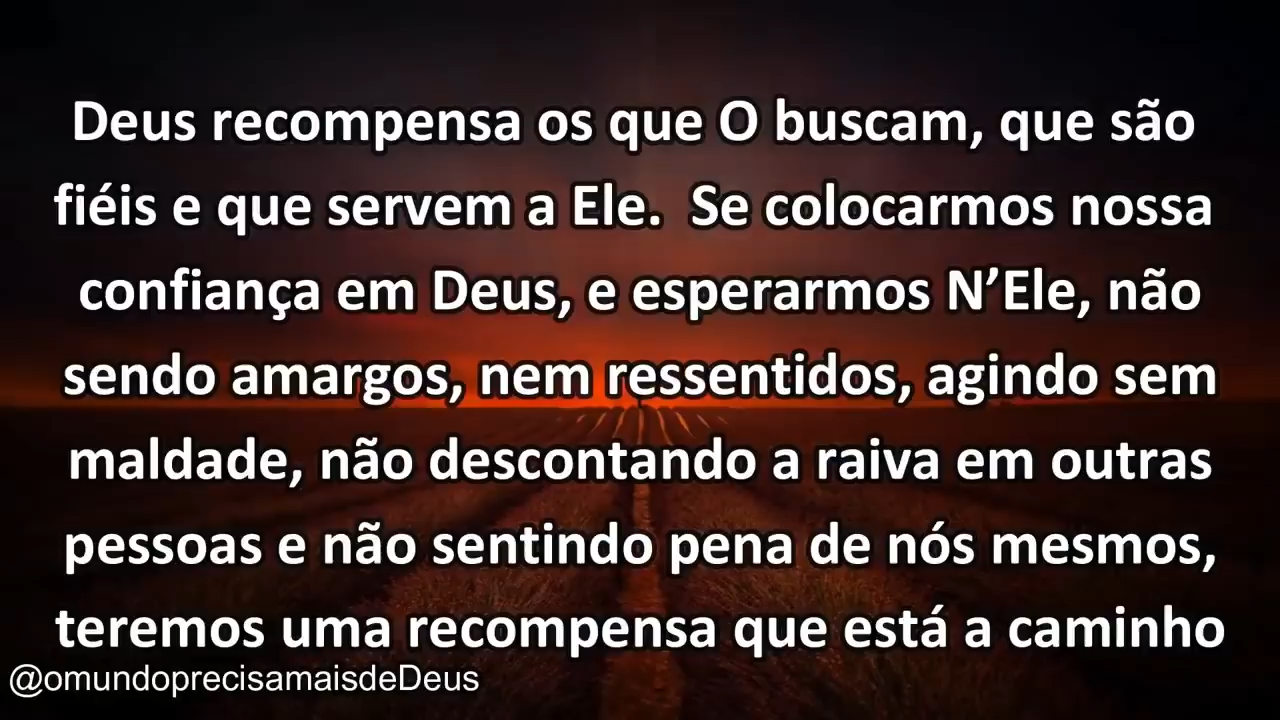 Deus recompensa os que O buscam, que são
fiéis e que servem a Ele.  Se colocarmos nossa
confiança em Deus, e esperarmos N’Ele, não
sendo amargos, nem ressentidos, agindo sem
maldade, não descontando a raiva em outras
pessoas e não sentindo pena de nós mesmos,
teremos uma recompensa que está a caminho
@omundoprecisamaisdeDeus